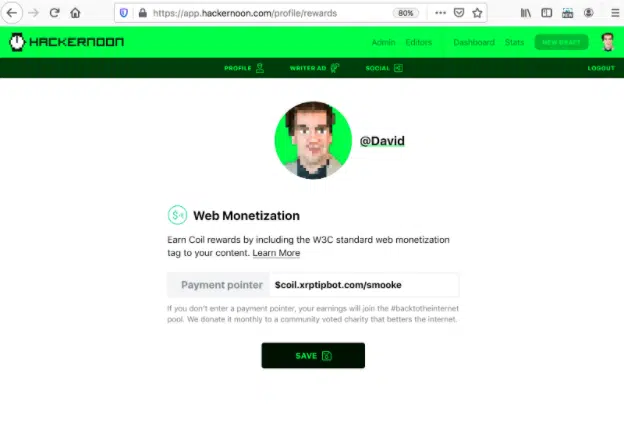 https://app.hackernoon.com/profile/rewards
80%
HACKERNOON
Admin Editors Dashboard Stats NEW DRAFT
PROFILE WRITER AD SOCIAL LOGOUT
@David
$ Web Monetization
Earn Coil rewards by including the W3C standard web monetization
tag to your content. Learn More
Payment pointer $coil.xrptipbot.com/smooke
If you don't enter a payment pointer, your earnings will join the #backtotheinternet
pool. We donate it monthly to a community voted charity that betters the internet.
SAVE